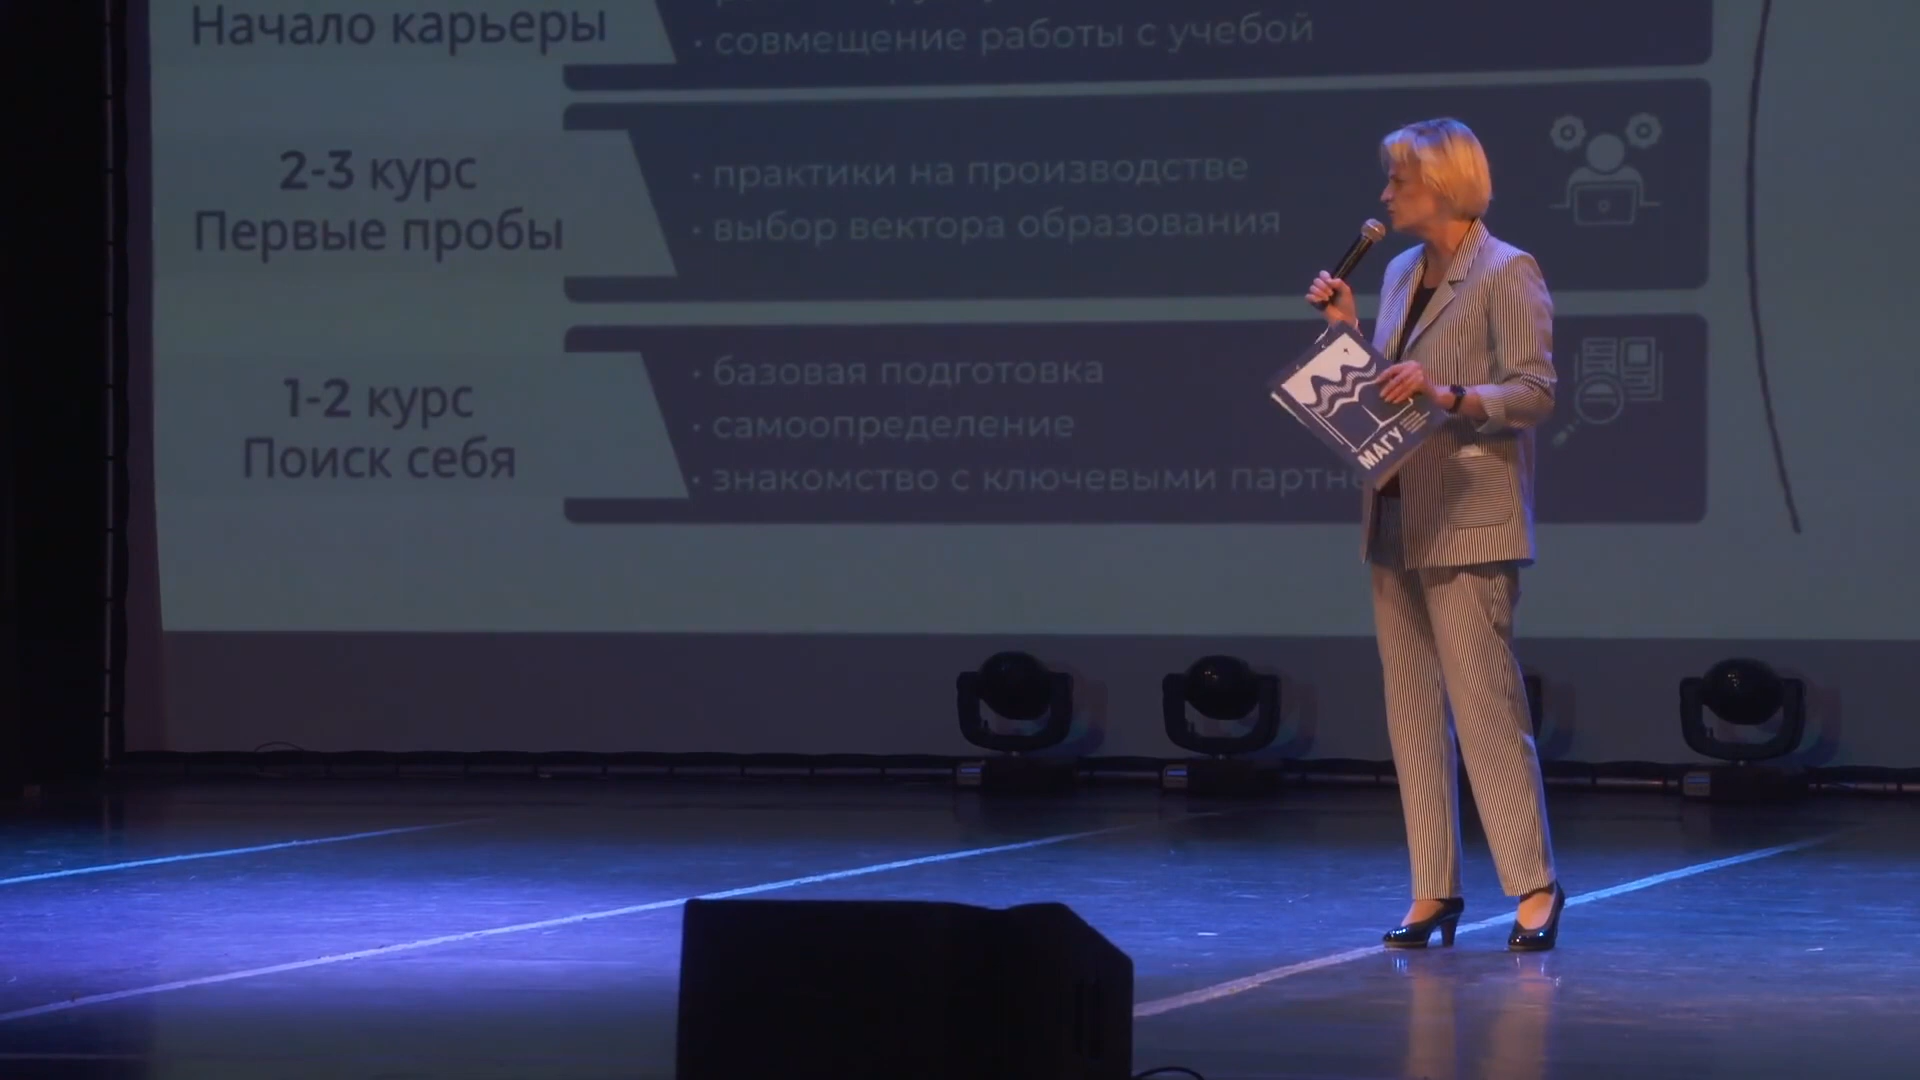 Начало карьеры
• совмещение работы с учебой
2-3 курс
Первые пробы
• практики на производстве
• выбор вектора образования
1-2 курс
Поиск себя
• базовая подготовка
• самоопределение
• знакомство с ключевыми партн
МАГУ